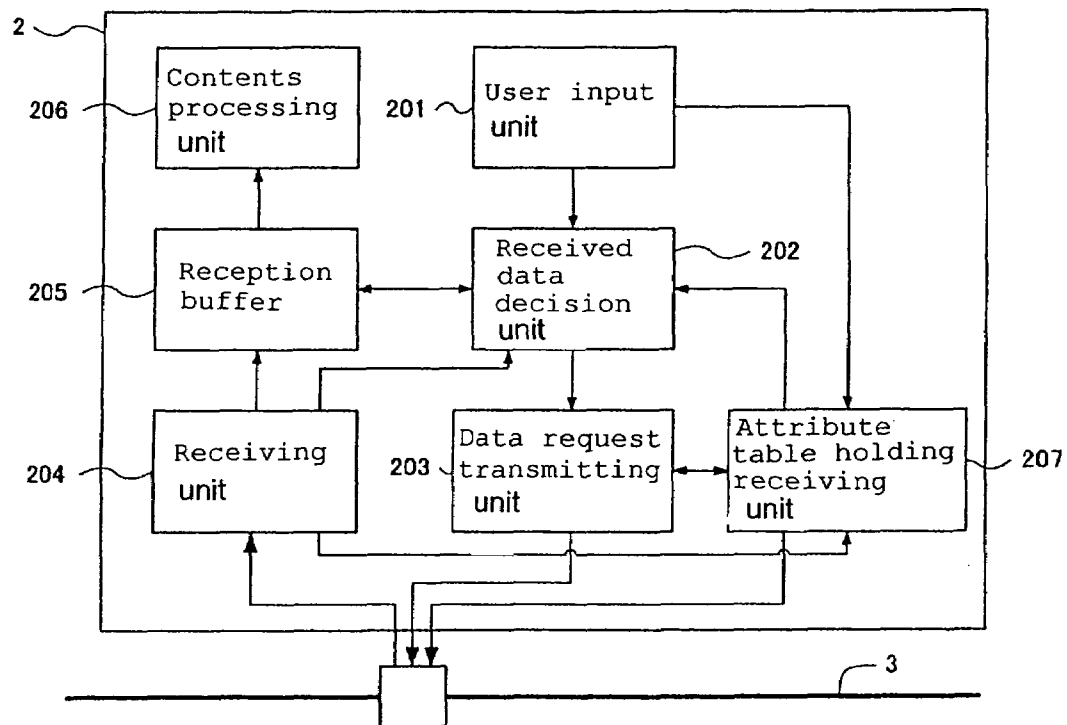 2
Contents
processing
unit
206
User input
unit
201
Reception
buffer
205
Received
data
decision
unit
202
Receiving
unit
204
Data request
transmitting
unit
203
Attribute
table holding
receiving
unit
207
3